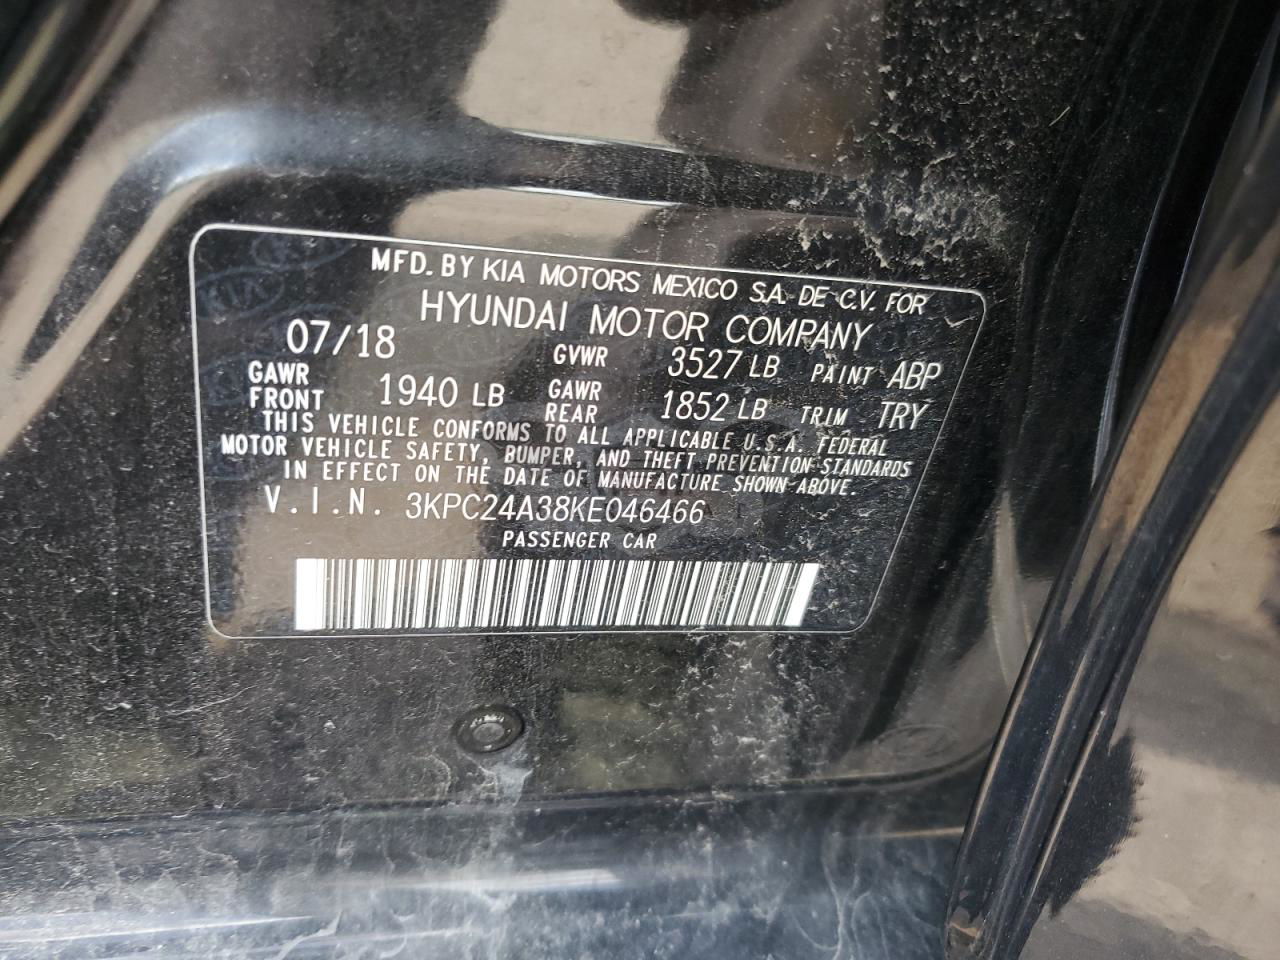 MFD. BY KIA MOTORS MEXICO S.A. DE C.V. FOR
HYUNDAI MOTOR COMPANY
07/18 GVWR 3527 LB PAINT ABP
GAWR FRONT 1940 LB GAWR REAR 1852 LB TRIM TRY
THIS VEHICLE CONFORMS TO ALL APPLICABLE U.S.A. FEDERAL
MOTOR VEHICLE SAFETY, BUMPER, AND THEFT PREVENTION STANDARDS
IN EFFECT ON THE DATE OF MANUFACTURE SHOWN ABOVE.
V.I.N. 3KPC24A38KE046466
PASSENGER CAR
KIA